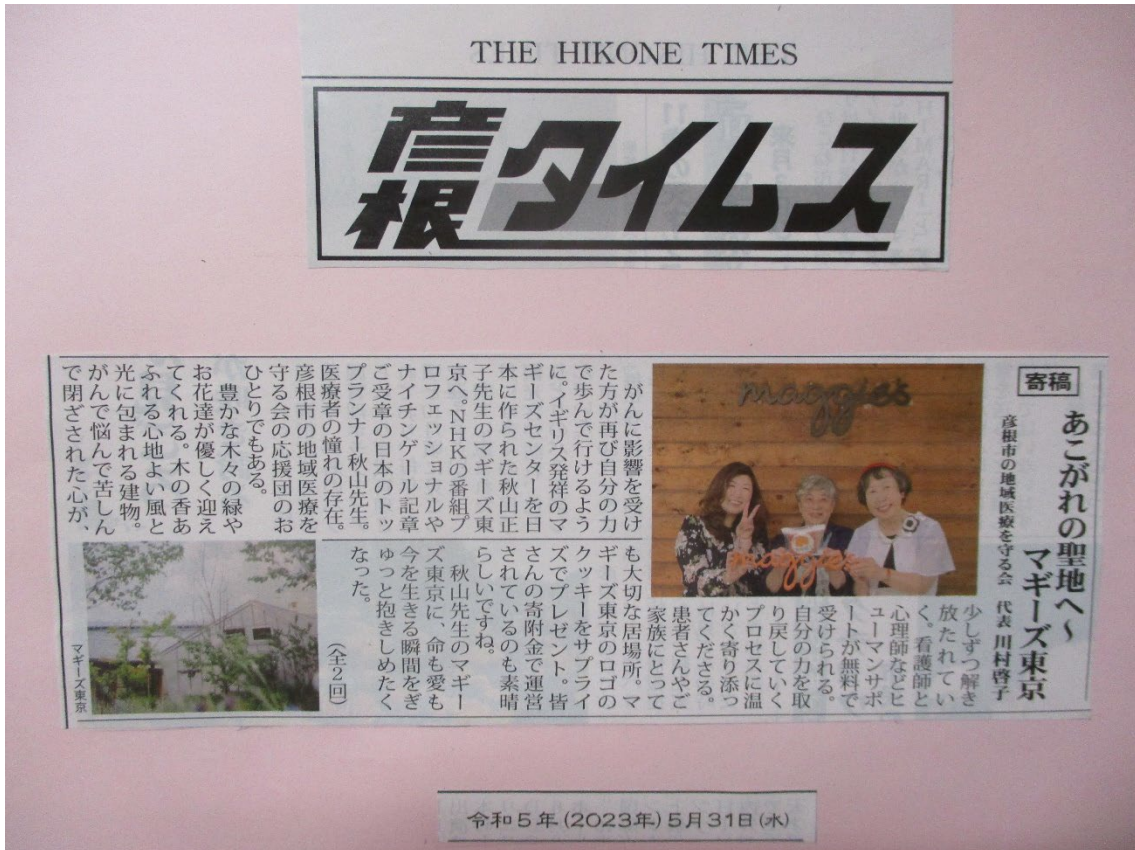 THE HIKONE TIMES
彦根タイムス
寄稿
あこがれの聖地へ～
マギーズ東京
彦根市の地域医療を守る会　代表 川村啓子
maggie's
maggie's
がんに影響を受け
た方が再び自分の力
で歩んで行けるよう
に。イギリス発祥のマ
ギーズセンターを日
本に作られた秋山正
子先生のマギーズ東
京へ。NHKの番組プ
ロフェッショナルや
ナイチンゲール記章
ご受章の日本のトッ
プランナー秋山先生。
医療者の憧れの存在。
彦根市の地域医療を
守る会の応援団のお
ひとりでもある。
豊かな木々の緑や
お花達が優しく迎え
てくれる。木の香あ
ふれる心地よい風と
光に包まれる建物。
がんで悩んで苦しん
で閉ざされた心が、
少しずつ解き
放たれてい
く。看護師と
心理師などヒ
ューマンサポ
ートが無料で
受けられる。
自分の力を取
り戻していく
プロセスに温
かく寄り添っ
てくださる。
患者さんやご
家族にとって
も大切な居場所。マ
ギーズ東京のロゴの
クッキーをサプライ
ズでプレゼント。皆
さんの寄附金で運営
されているのも素晴
らしいですね。
秋山先生のマギー
ズ東京に、命も愛も
今を生きる瞬間をぎ
ゅっと抱きしめたく
なった。
〈全２回〉
マギーズ東京
令和5年(2023年)5月31日(水)